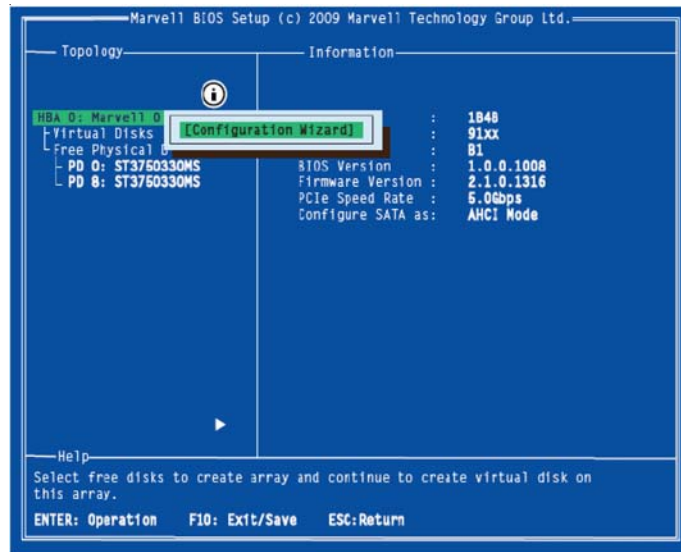 Marvell BIOS Setup (c) 2009 Marvell Technology Group Ltd.
Topology
Information
HBA 0: Marvell 0
Virtual Disks
Free Physical D
PD 0: ST3750330MS
PD 8: ST3750330MS
[Configuration Wizard]
: 1B48
: 91xx
: B1
BIOS Version : 1.0.0.1008
Firmware Version : 2.1.0.1316
PCIe Speed Rate : 5.0Gbps
Configure SATA as: AHCI Mode
Help
Select free disks to create array and continue to create virtual disk on
this array.
ENTER: Operation F10: Exit/Save ESC:Return